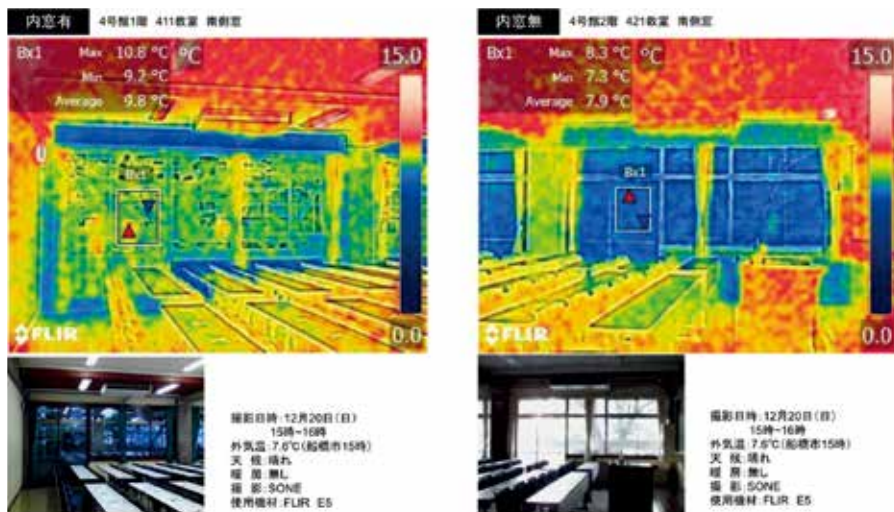 内窓有 4号館1階 411教室 南側窓
Bx1 Max 10.8 °C °C 15.0
Min 9.2 °C
Average 9.8 °C
Bx1
FLIR 0.0
撮影日時:12月20日(日)
15時~16時
外気温:7.6℃(船橋市15時)
天 候:晴れ
暖 房:無し
撮 影:SONE
使用機材:FLIR E5
内窓無 4号館2階 421教室 南側窓
Bx1 Max 8.3 °C °C 15.0
Min 7.3 °C
Average 7.9 °C
Bx1
FLIR 0.0
撮影日時:12月20日(日)
15時~16時
外気温:7.6℃(船橋市15時)
天 候:晴れ
暖 房:無し
撮 影:SONE
使用機材:FLIR E5